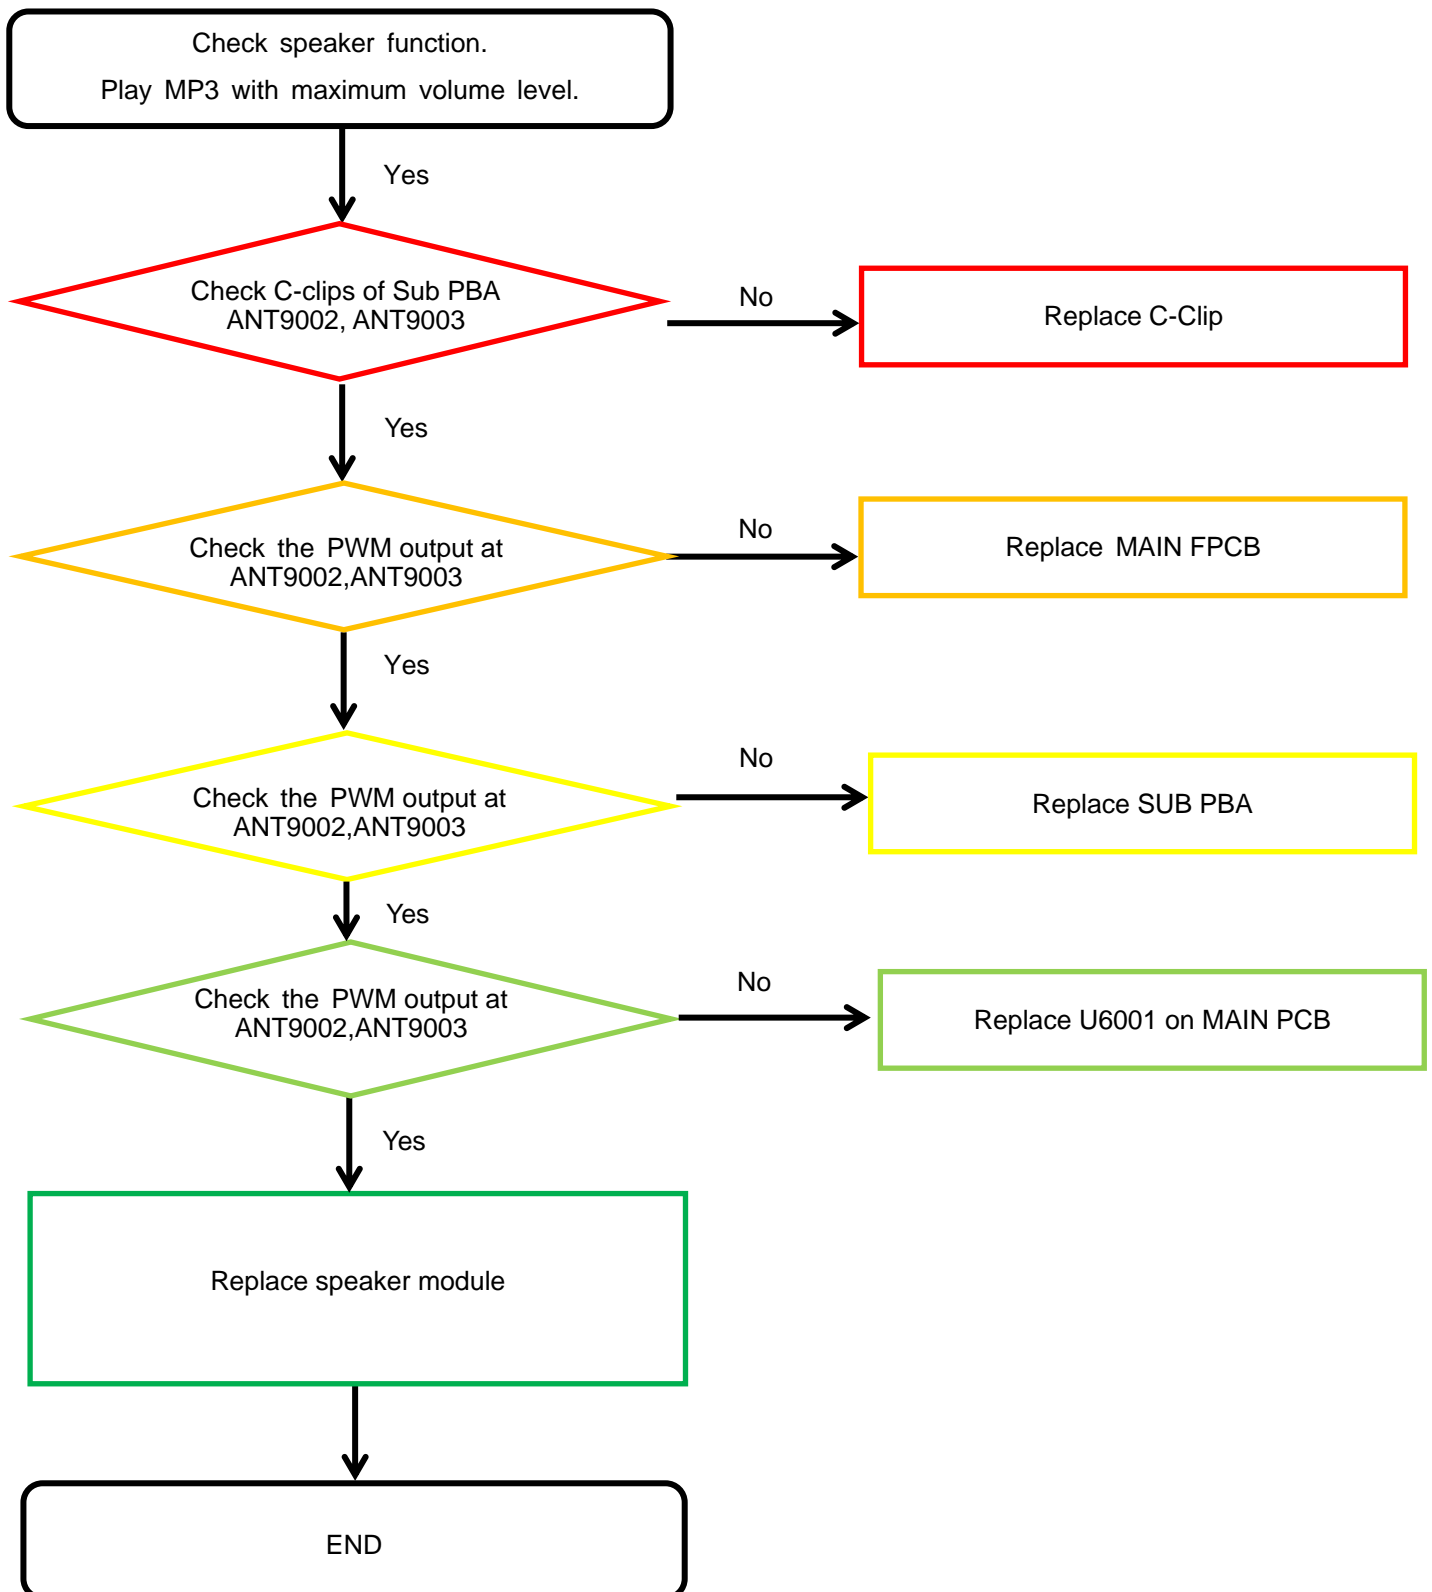 Check speaker function.
Play MP3 with maximum volume level.
Yes
Check C-clips of Sub PBA
ANT9002, ANT9003
No
Replace C-Clip
Yes
Check the PWM output at
ANT9002,ANT9003
No
Replace MAIN FPCB
Yes
Check the PWM output at
ANT9002,ANT9003
No
Replace SUB PBA
Yes
Check the PWM output at
ANT9002,ANT9003
No
Replace U6001 on MAIN PCB
Yes
Replace speaker module
END